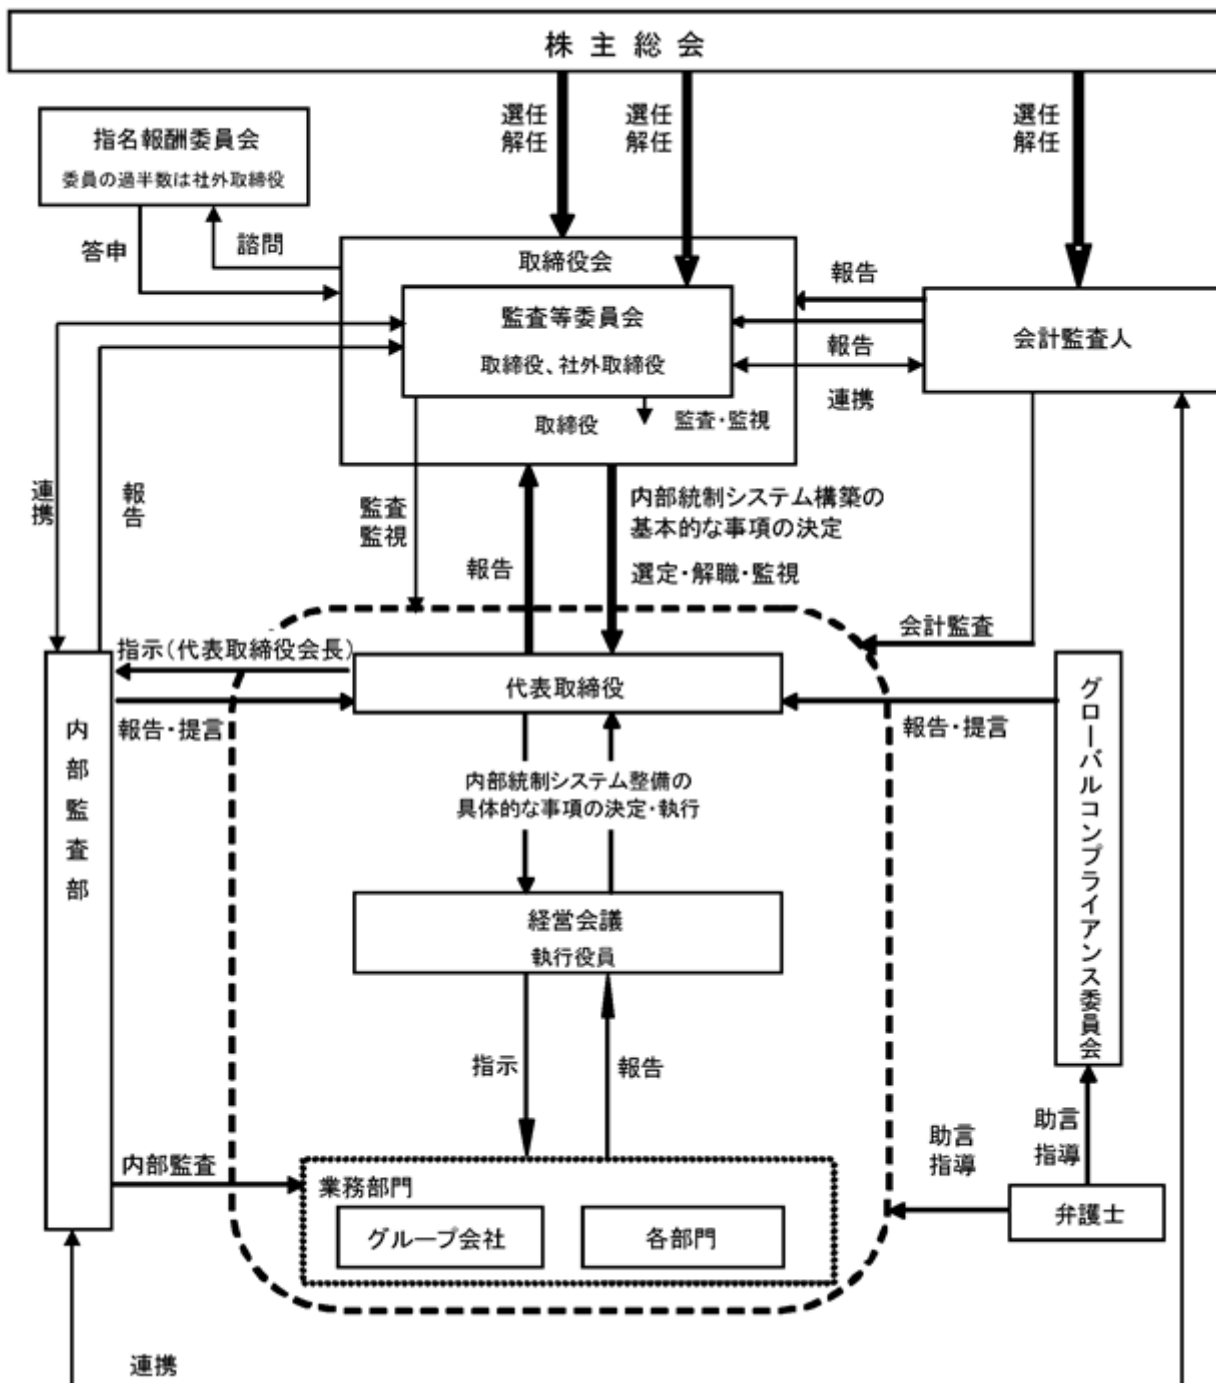 株主総会
選任
解任
選任
解任
選任
解任
指名報酬委員会
委員の過半数は社外取締役
答申
諮問
取締役会
監査等委員会
取締役、社外取締役
取締役
監査・監視
報告
報告
連携
会計監査人
連携
報告
監査
監視
報告
内部統制システム構築の
基本的な事項の決定
選定・解職・監視
会計監査
指示（代表取締役会長）
代表取締役
報告・提言
報告・提言
内部監査部
グローバルコンプライアンス委員会
内部統制システム整備の
具体的な事項の決定・執行
経営会議
執行役員
指示
報告
助言
指導
助言
指導
内部監査
業務部門
グループ会社
各部門
弁護士
連携